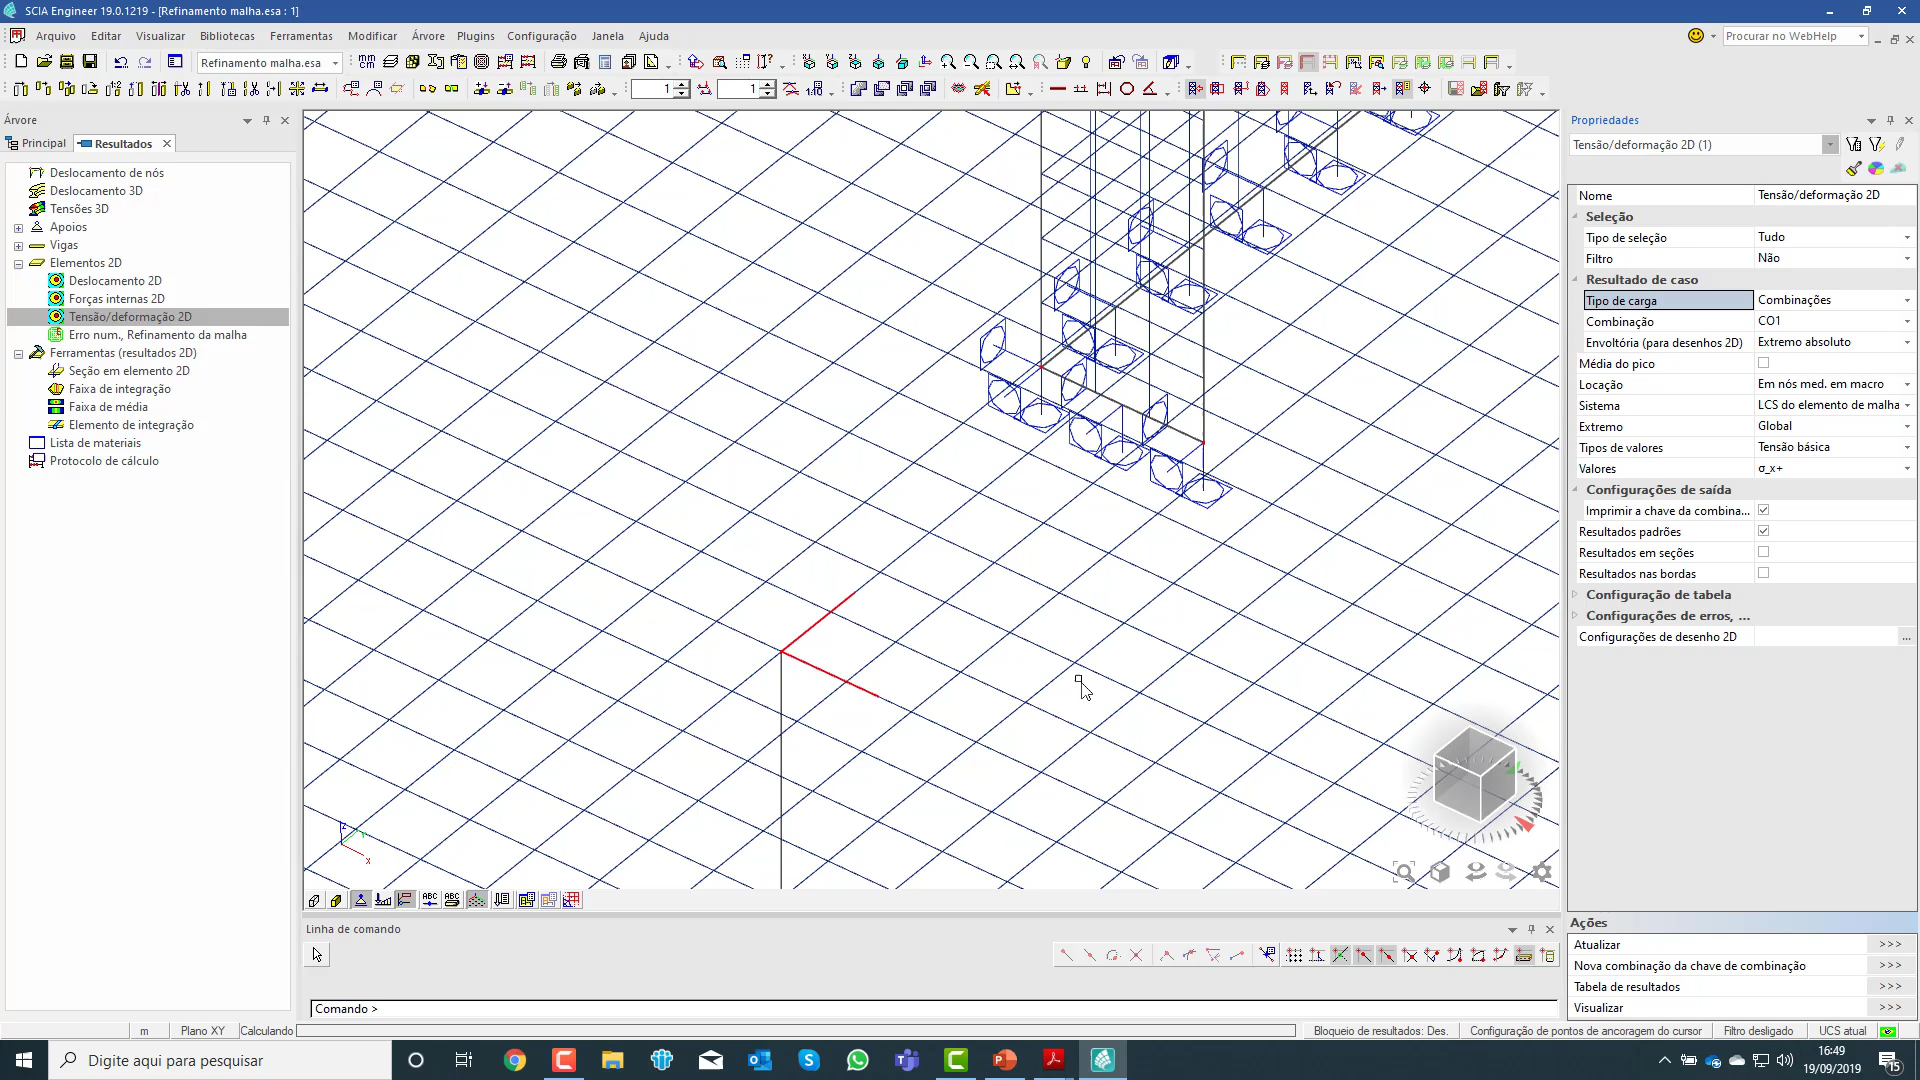 SCIA Engineer 19.0.1219 - [Refinamento malha.esa : 1]
Arquivo Editar Visualizar Bibliotecas Ferramentas Modificar Árvore Plugins Configuração Janela Ajuda
Procurar no WebHelp
Refinamento malha.esa
1
1
Árvore
Principal
Resultados
Deslocamento de nós
Deslocamento 3D
Tensões 3D
Apoios
Vigas
Elementos 2D
Deslocamento 2D
Forças internas 2D
Tensão/deformação 2D
Erro num., Refinamento da malha
Ferramentas (resultados 2D)
Seção em elemento 2D
Faixa de integração
Faixa de média
Elemento de integração
Lista de materiais
Protocolo de cálculo
z
Y
x
Propriedades
Tensão/deformação 2D (1)
Nome Tensão/deformação 2D
Seleção
Tipo de seleção Tudo
Filtro Não
Resultado de caso
Tipo de carga Combinações
Combinação CO1
Envoltória (para desenhos 2D) Extremo absoluto
Média do pico
Locação Em nós med. em macro
Sistema LCS do elemento de malha
Extremo Global
Tipos de valores Tensão básica
Valores σ_x+
Configurações de saída
Imprimir a chave da combina...
Resultados padrões
Resultados em seções
Resultados nas bordas
Configuração de tabela
Configurações de erros, ...
Configurações de desenho 2D ...
Ações
Atualizar >>>
Nova combinação da chave de combinação >>>
Tabela de resultados >>>
Visualizar >>>
ABC ABC
Linha de comando
Comando >
m Plano XY Calculando
Bloqueio de resultados: Des. Configuração de pontos de ancoragem do cursor Filtro desligado UCS atual
Digite aqui para pesquisar
16:49
19/09/2019
15